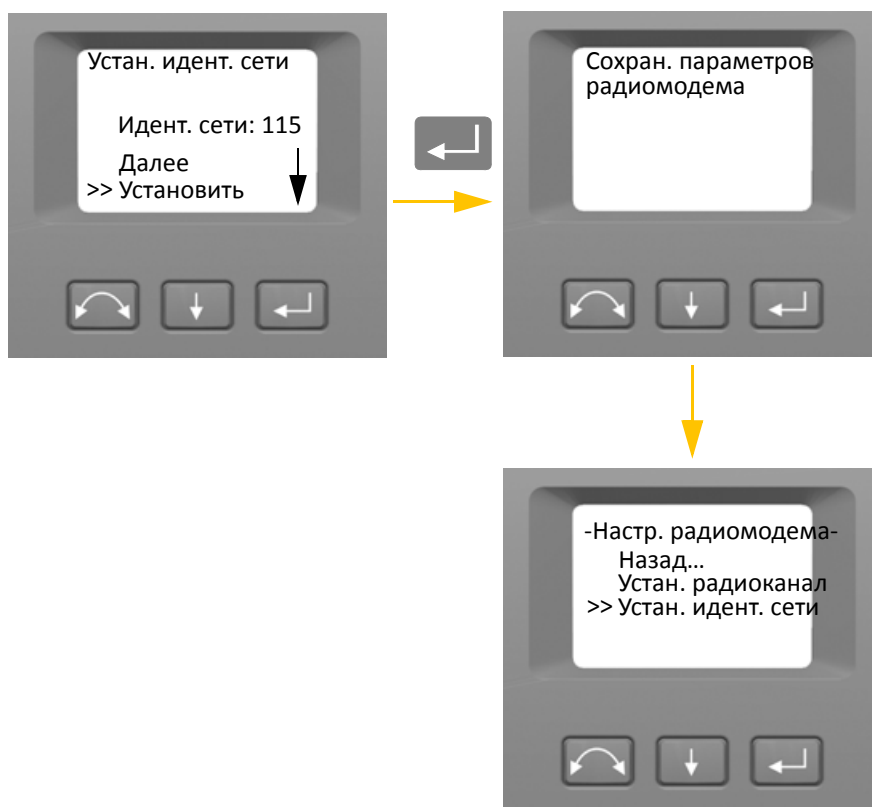 Устан. идент. сети
Идент. сети: 115
Далее
>> Установить
Сохран. параметров
радиомодема
-Настр. радиомодема-
Назад...
Устан. радиоканал
>> Устан. идент. сети